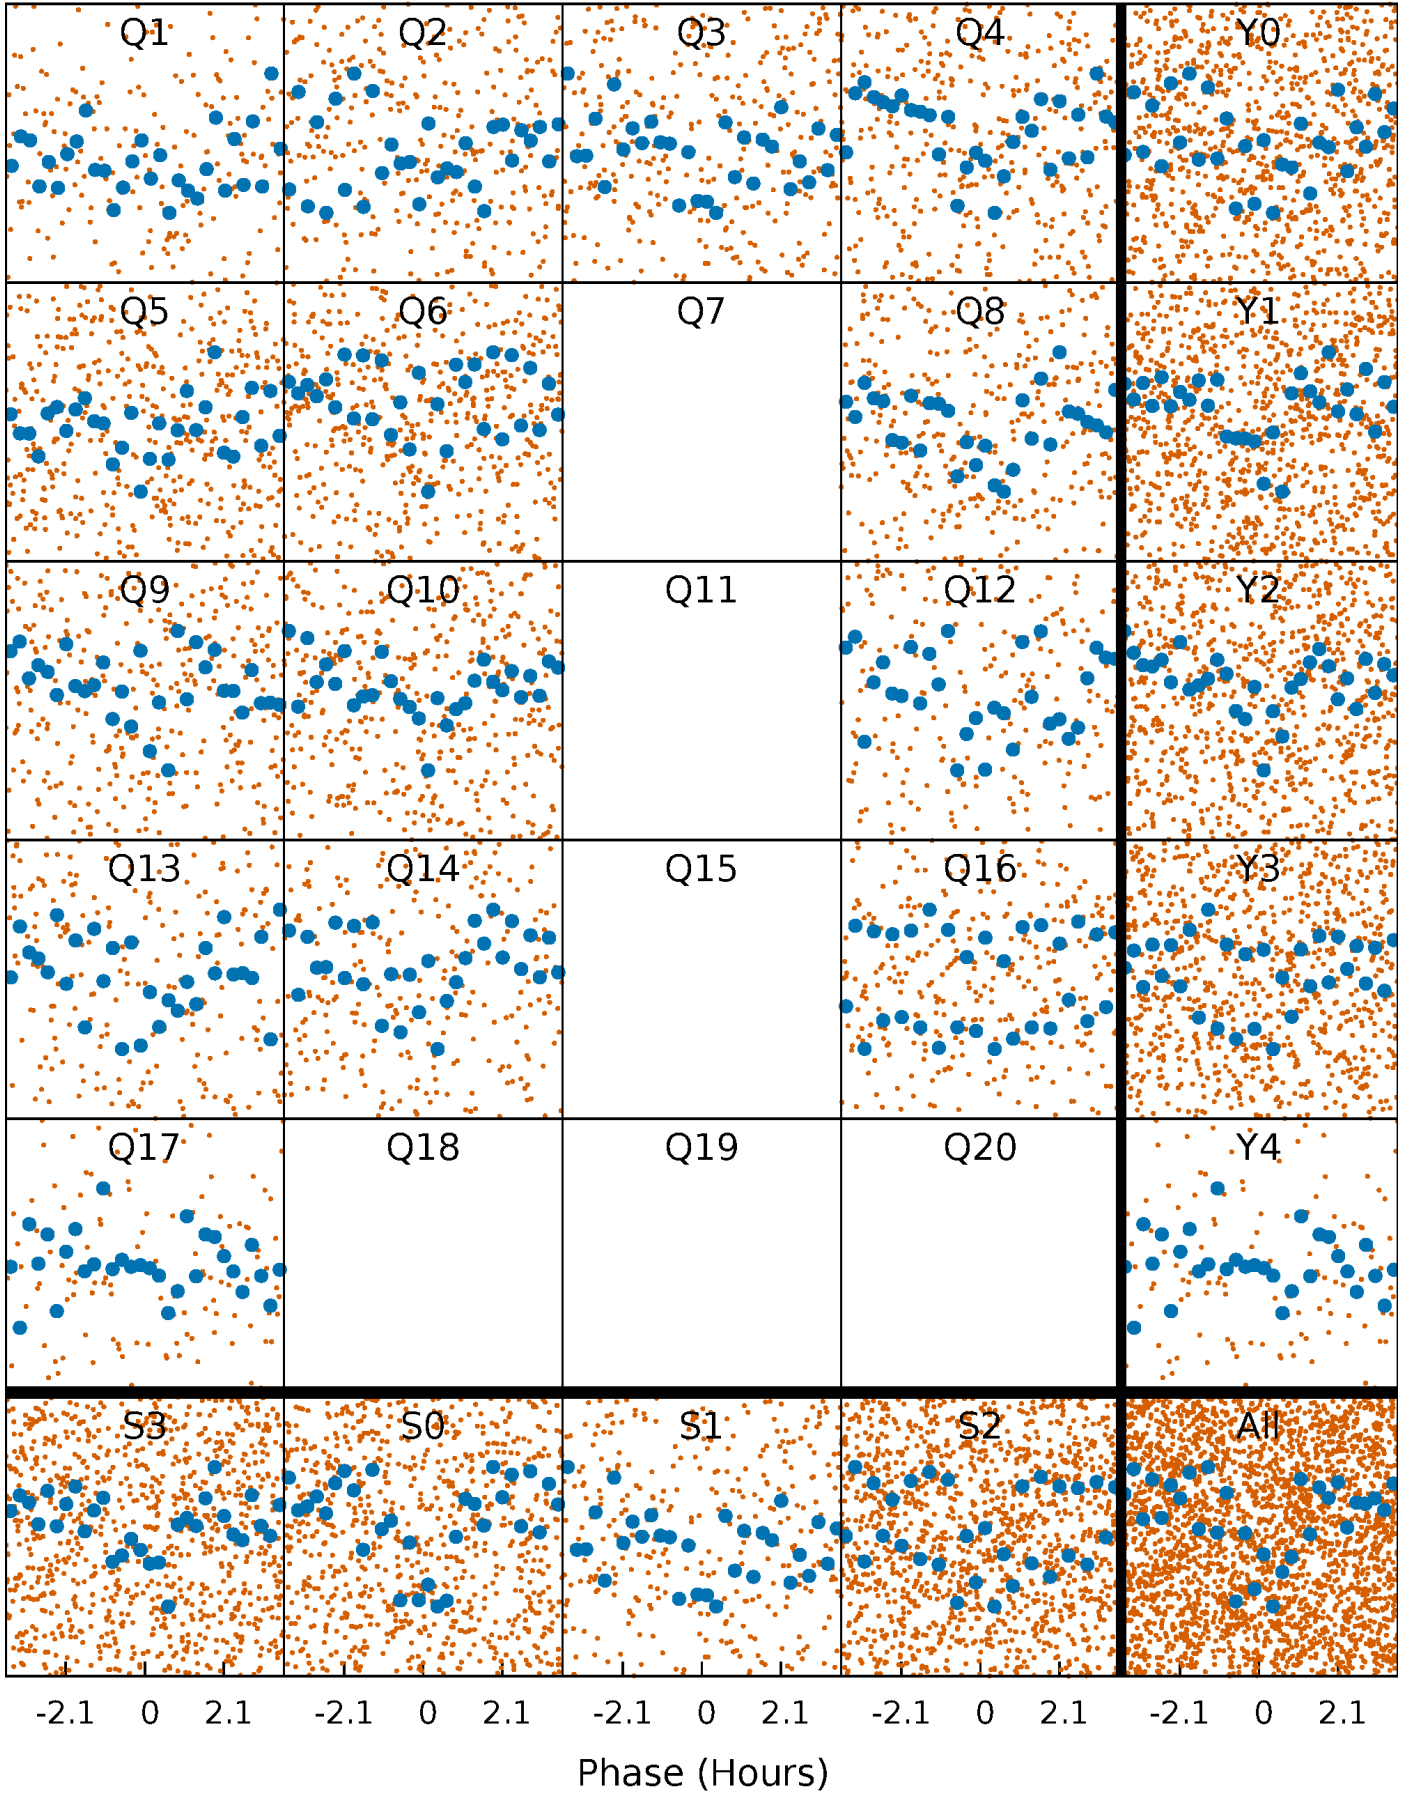 Q1 Q2 Q3 Q4 Y0
Q5 Q6 Q7 Q8 Y1
Q9 Q10 Q11 Q12 Y2
Q13 Q14 Q15 Q16 Y3
Q17 Q18 Q19 Q20 Y4
S3 S0 S1 S2 All
-2.1 0 2.1 -2.1 0 2.1 -2.1 0 2.1 -2.1 0 2.1 -2.1 0 2.1
Phase (Hours)